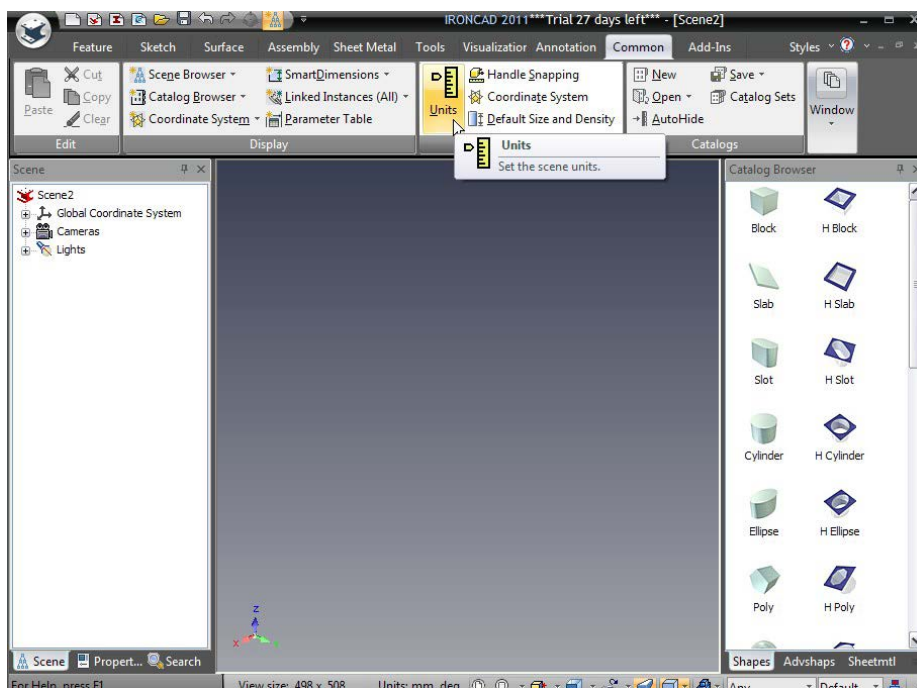 IRONCAD 2011***Trial 27 days left*** - [Scene2]
Feature Sketch Surface Assembly Sheet Metal Tools Visualization Annotation Common Add-Ins Styles
Paste
Cut
Copy
Clear
Edit
Scene Browser
Catalog Browser
Coordinate System
SmartDimensions
Linked Instances (All)
Parameter Table
Display
Units
Handle Snapping
Coordinate System
Default Size and Density
New
Open
AutoHide
Save
Catalog Sets
Catalogs
Window
Units
Set the scene units.
Scene
Scene2
Global Coordinate System
Cameras
Lights
Scene Propert... Search
Z
X
Catalog Browser
Block H Block
Slab H Slab
Slot H Slot
Cylinder H Cylinder
Ellipse H Ellipse
Poly H Poly
Shapes Advshaps Sheetmtl
For Help, press F1 View size: 498 x 508 Units: mm, deg Any Default